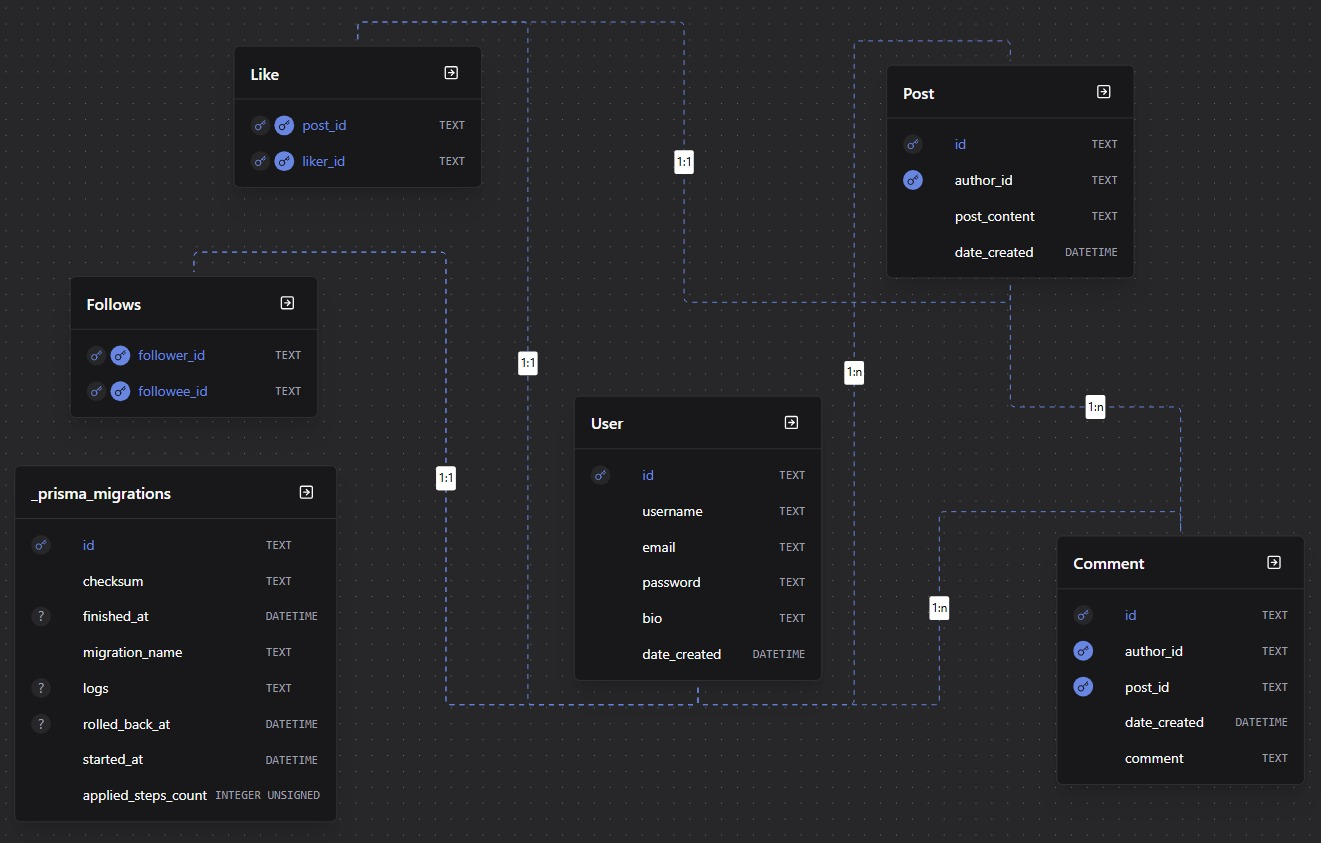 Like
post_id TEXT
liker_id TEXT
Post
id TEXT
author_id TEXT
post_content TEXT
date_created DATETIME
1:1
Follows
follower_id TEXT
followee_id TEXT
1:1
1:n
1:n
User
id TEXT
username TEXT
email TEXT
password TEXT
bio TEXT
date_created DATETIME
1:1
_prisma_migrations
id TEXT
checksum TEXT
? finished_at DATETIME
migration_name TEXT
? logs TEXT
? rolled_back_at DATETIME
started_at DATETIME
applied_steps_count INTEGER UNSIGNED
1:n
Comment
id TEXT
author_id TEXT
post_id TEXT
date_created DATETIME
comment TEXT